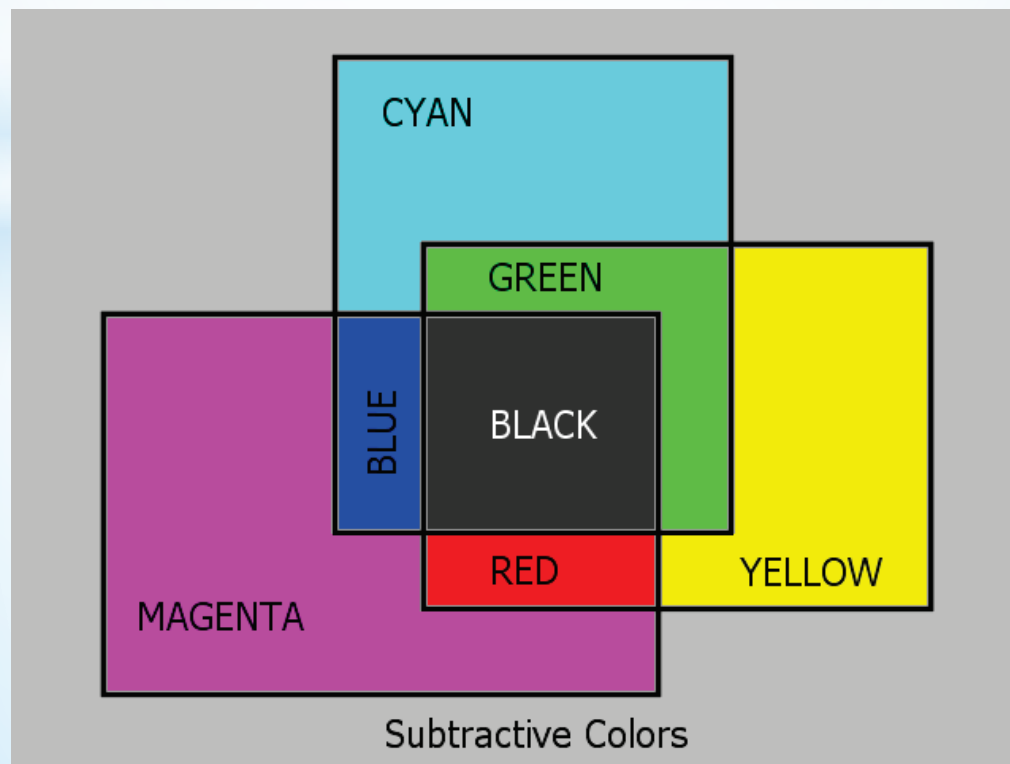 CYAN
GREEN
BLUE
BLACK
RED
YELLOW
MAGENTA
Subtractive Colors